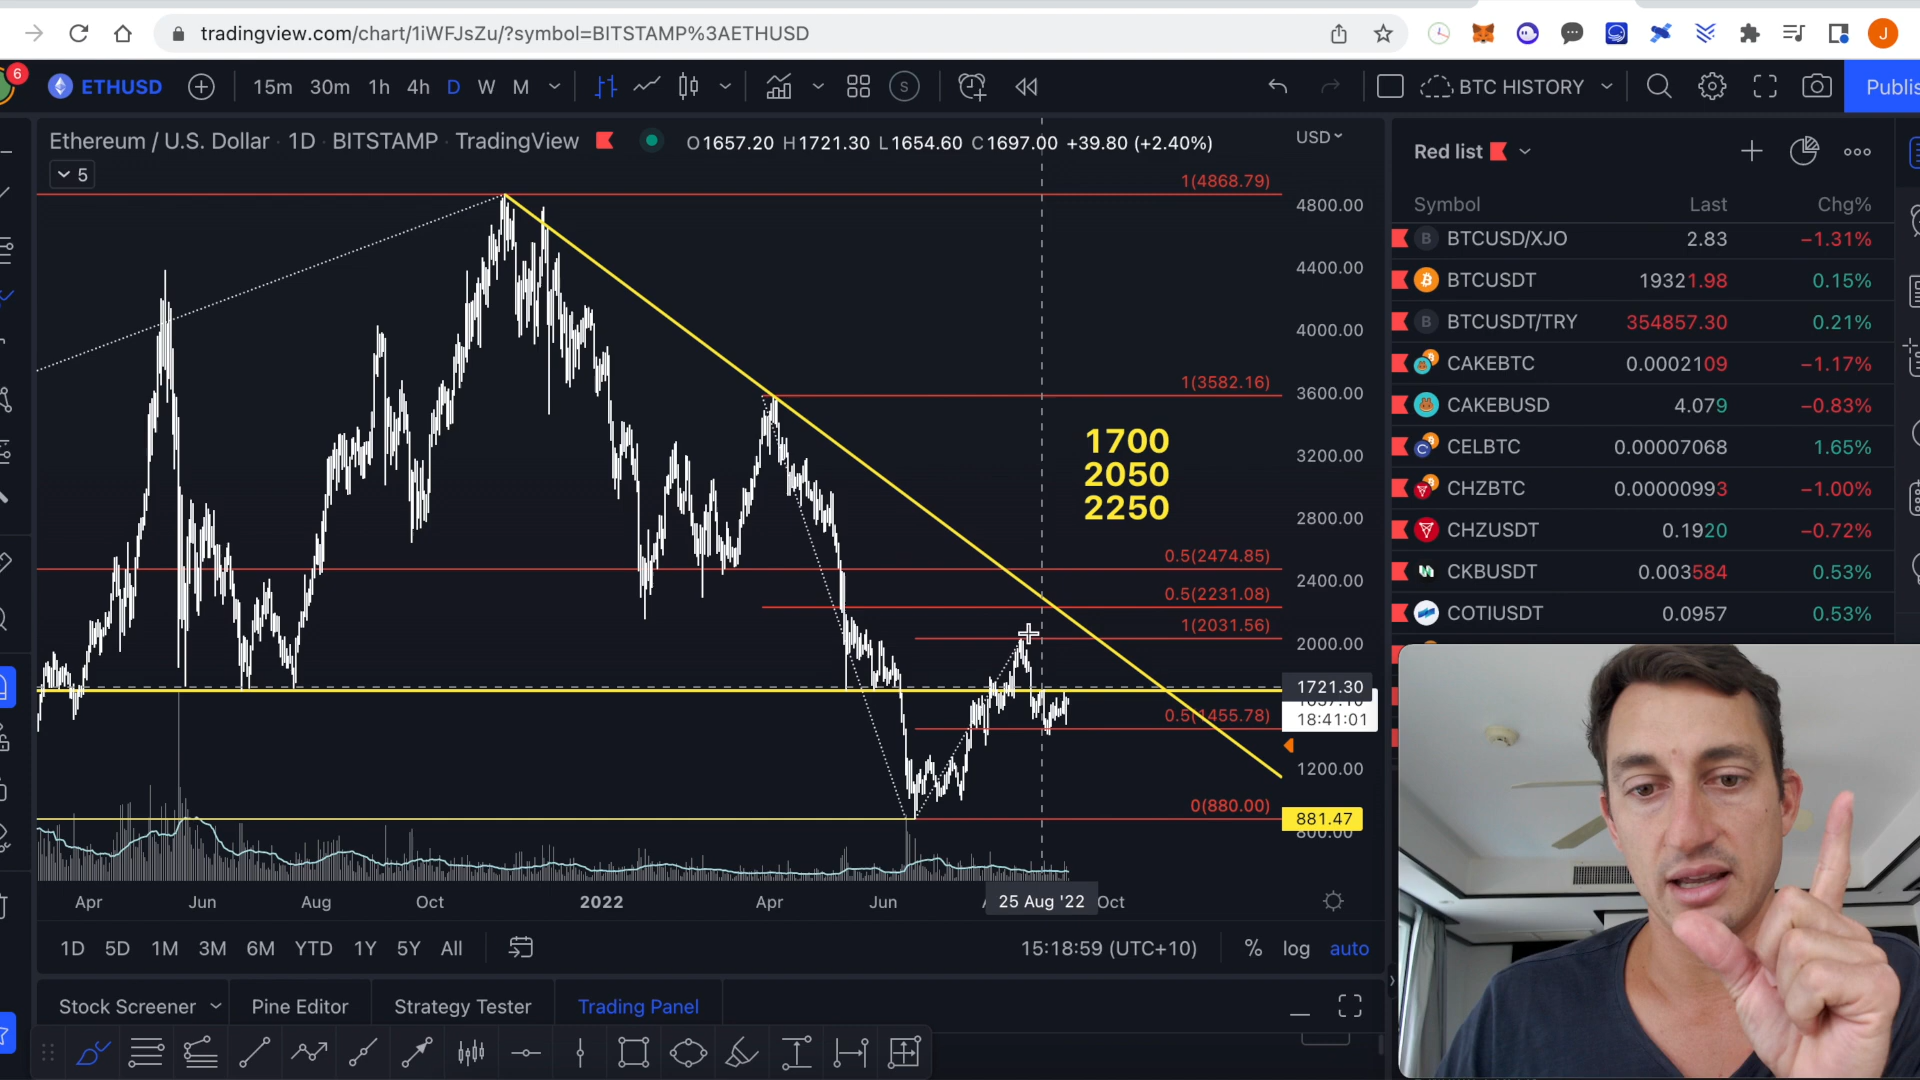 tradingview.com/chart/1iWFJsZu/?symbol=BITSTAMP%3AETHUSD
J
6
ETHUSD 15m 30m 1h 4h D W M S BTC HISTORY Publis
Ethereum / U.S. Dollar · 1D · BITSTAMP · TradingView O1657.20 H1721.30 L1654.60 C1697.00 +39.80 (+2.40%)
USD
5
1(4868.79)
4800.00
4400.00
4000.00
1(3582.16)
3600.00
1700
2050
2250
3200.00
2800.00
0.5(2474.85)
2400.00
0.5(2231.08)
1(2031.56)
2000.00
1721.30
18:41:01
0.5(1455.78)
1200.00
0(880.00)
881.47
800.00
Apr Jun Aug Oct 2022 Apr Jun 25 Aug '22 Oct
1D 5D 1M 3M 6M YTD 1Y 5Y All 15:18:59 (UTC+10) % log auto
Stock Screener Pine Editor Strategy Tester Trading Panel
Red list
Symbol Last Chg%
B BTCUSD/XJO 2.83 −1.31%
BTCUSDT 19321.98 0.15%
B BTCUSDT/TRY 354857.30 0.21%
CAKEBTC 0.0002109 −1.17%
CAKEBUSD 4.079 −0.83%
CELBTC 0.00007068 1.65%
CHZBTC 0.00000993 −1.00%
CHZUSDT 0.1920 −0.72%
CKBUSDT 0.003584 0.53%
COTIUSDT 0.0957 0.53%